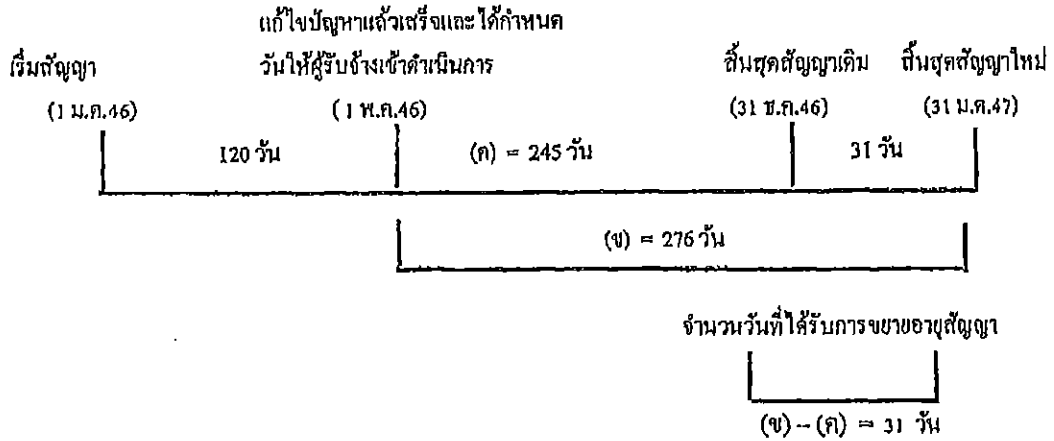 แก้ไขปัญหาแล้วเสร็จและได้กำหนด
เริ่มสัญญา วันให้ผู้รับจ้างเข้าดำเนินการ สิ้นสุดสัญญาเดิม สิ้นสุดสัญญาใหม่
(1 ม.ค.46) (1 พ.ค.46) (31 ธ.ค.46) (31 ม.ค.47)
120 วัน (ค) = 245 วัน 31 วัน
(ข) = 276 วัน
จำนวนวันที่ได้รับการขยายอายุสัญญา
(ข) – (ค) = 31 วัน